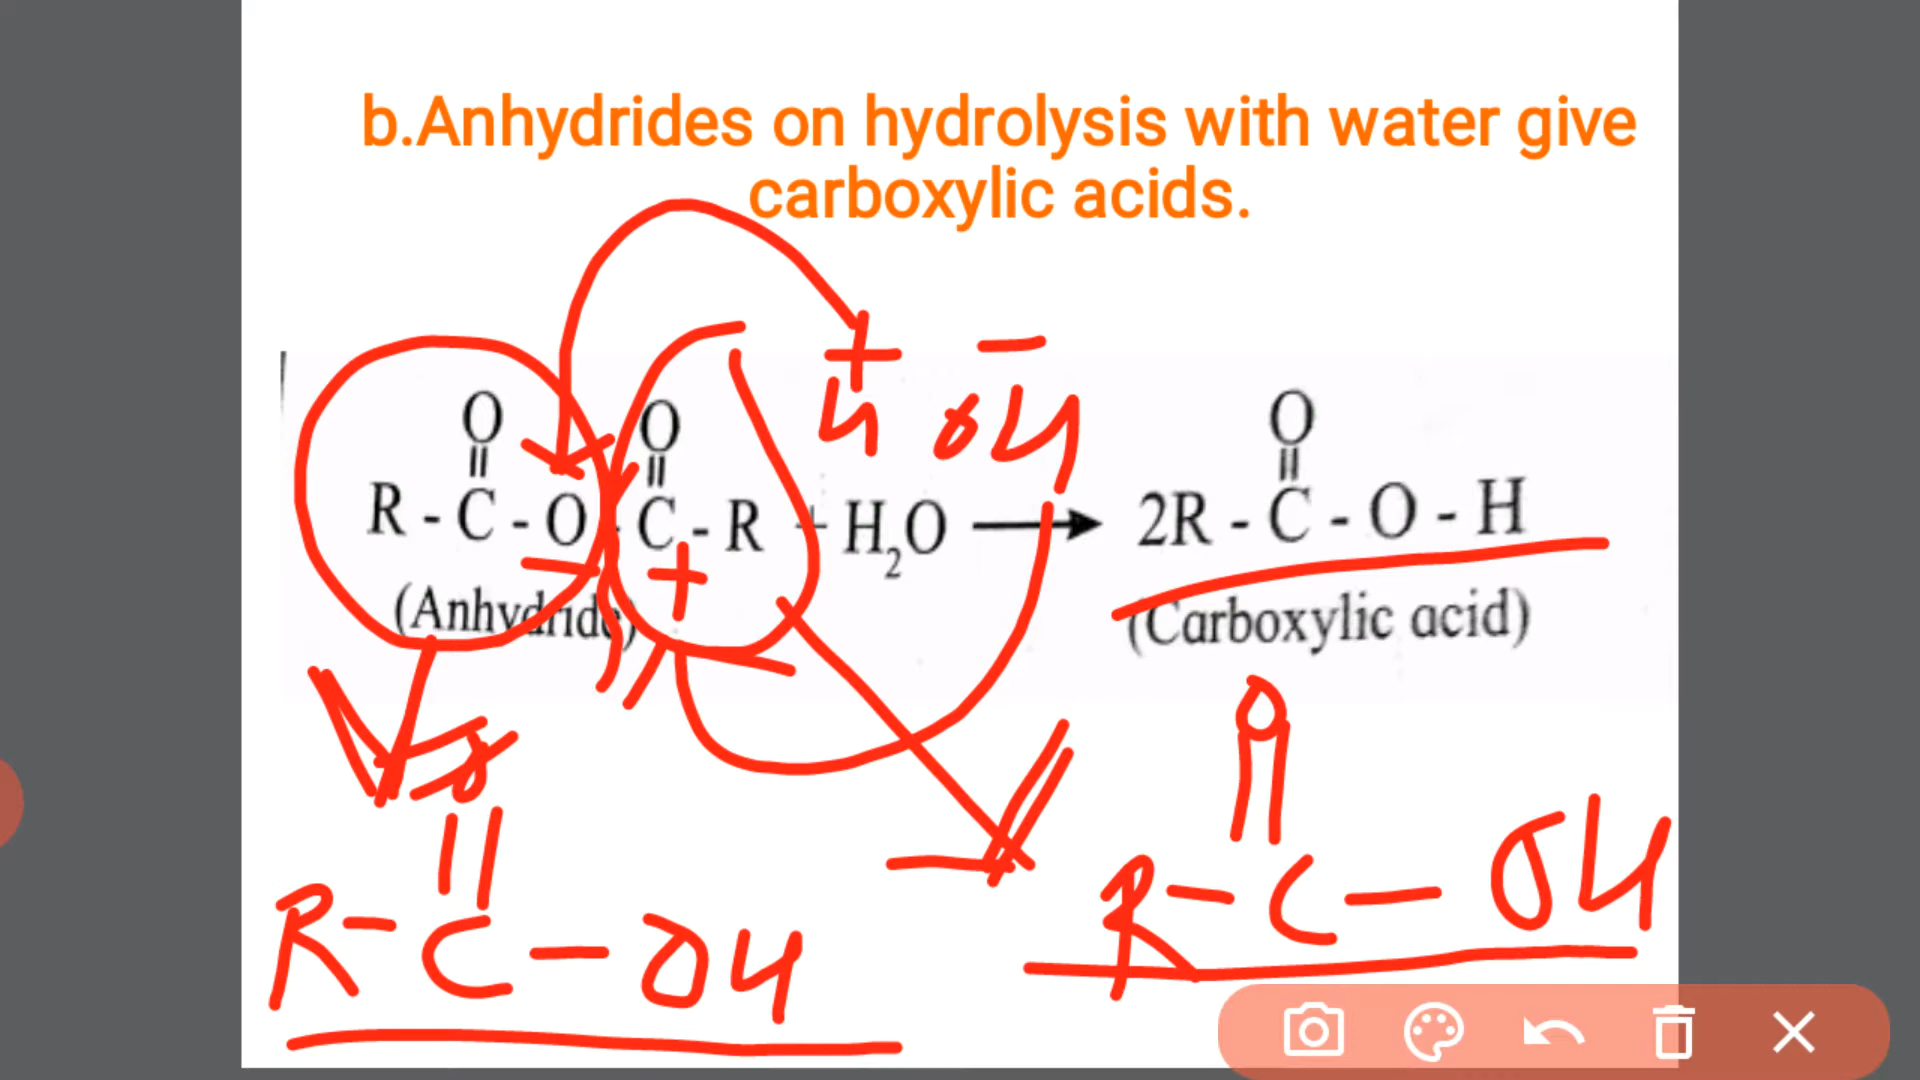 b.Anhydrides on hydrolysis with water give
carboxylic acids.
+ −
H OH
O O O
|| || ||
R - C - O - C - R + H₂O ⟶ 2R - C - O - H
− +
(Anhydride) (Carboxylic acid)
O O
|| ||
R - C - OH R - C - OH